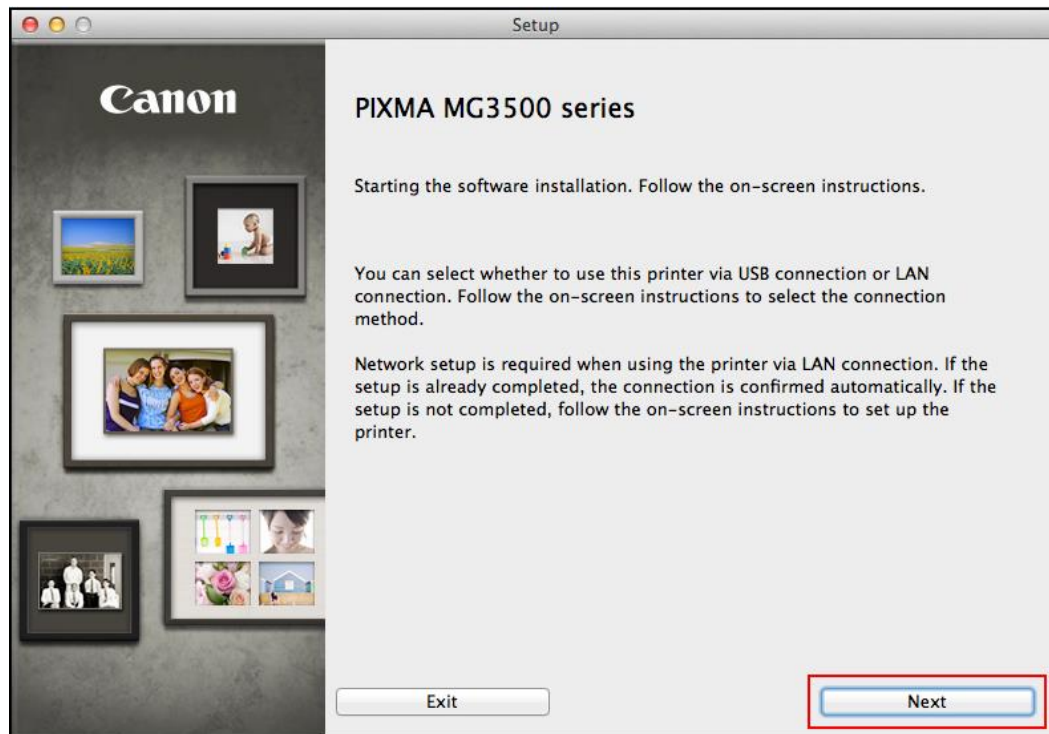 Setup
Canon
PIXMA MG3500 series
Starting the software installation. Follow the on-screen instructions.
You can select whether to use this printer via USB connection or LAN
connection. Follow the on-screen instructions to select the connection
method.
Network setup is required when using the printer via LAN connection. If the
setup is already completed, the connection is confirmed automatically. If the
setup is not completed, follow the on-screen instructions to set up the
printer.
Exit
Next